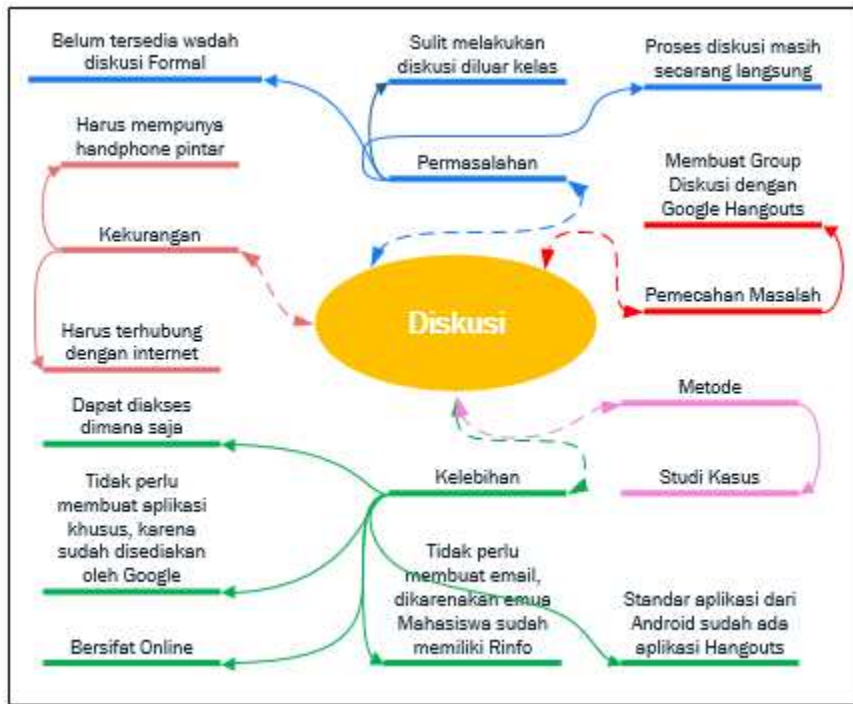 Belum tersedia wadah
diskusi Formal
Sulit melakukan
diskusi diluar kelas
Proses diskusi masih
secarang langsung
Harus mempunya
handphone pintar
Permasalahan
Membuat Group
Diskusi dengan
Google Hangouts
Kekurangan
Pemecahan Masalah
Diskusi
Harus terhubung
dengan internet
Metode
Dapat diakses
dimana saja
Kelebihan
Studi Kasus
Tidak perlu
membuat aplikasi
khusus, karena
sudah disediakan
oleh Google
Tidak perlu
membuat email,
dikarenakan emua
Mahasiswa sudah
memiliki Rinfo
Standar aplikasi dari
Android sudah ada
aplikasi Hangouts
Bersifat Online